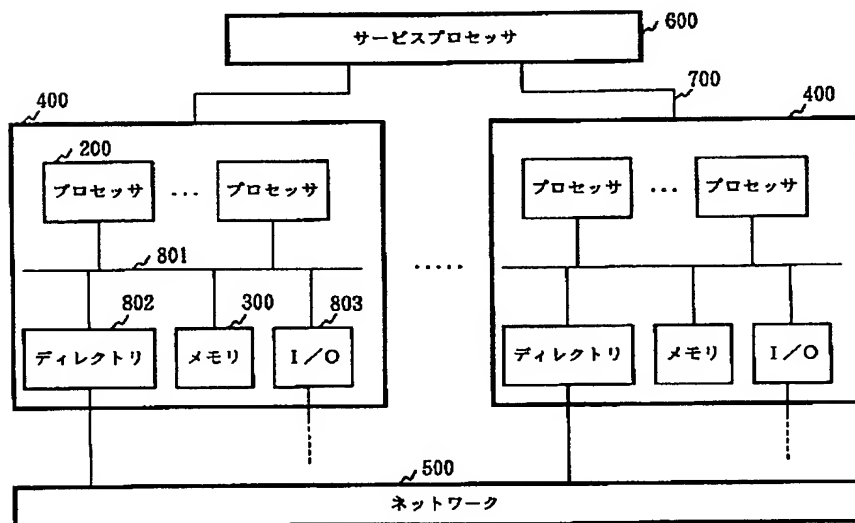 サービスプロセッサ
600
700
400
400
200
プロセッサ ... プロセッサ
プロセッサ ... プロセッサ
801
.....
802
300
803
ディレクトリ
メモリ
I／O
ディレクトリ
メモリ
I／O
500
ネットワーク